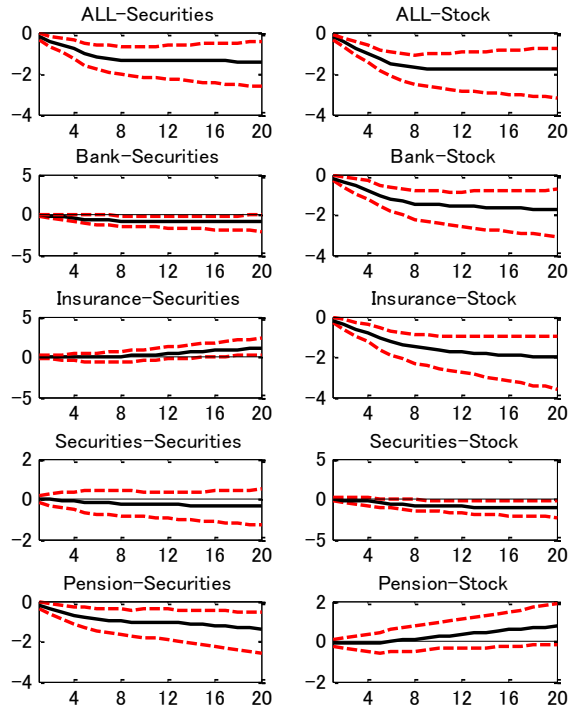 ALL-Securities ALL-Stock
0 0
−2 −2
−4 −4
4 8 12 16 20 4 8 12 16 20
Bank-Securities Bank-Stock
5 0
0 −2
−5 −4
4 8 12 16 20 4 8 12 16 20
Insurance-Securities Insurance-Stock
5 0
0 −2
−5 −4
4 8 12 16 20 4 8 12 16 20
Securities-Securities Securities-Stock
2 5
0 0
−2 −5
4 8 12 16 20 4 8 12 16 20
Pension-Securities Pension-Stock
0 2
−2 0
−4 −2
4 8 12 16 20 4 8 12 16 20